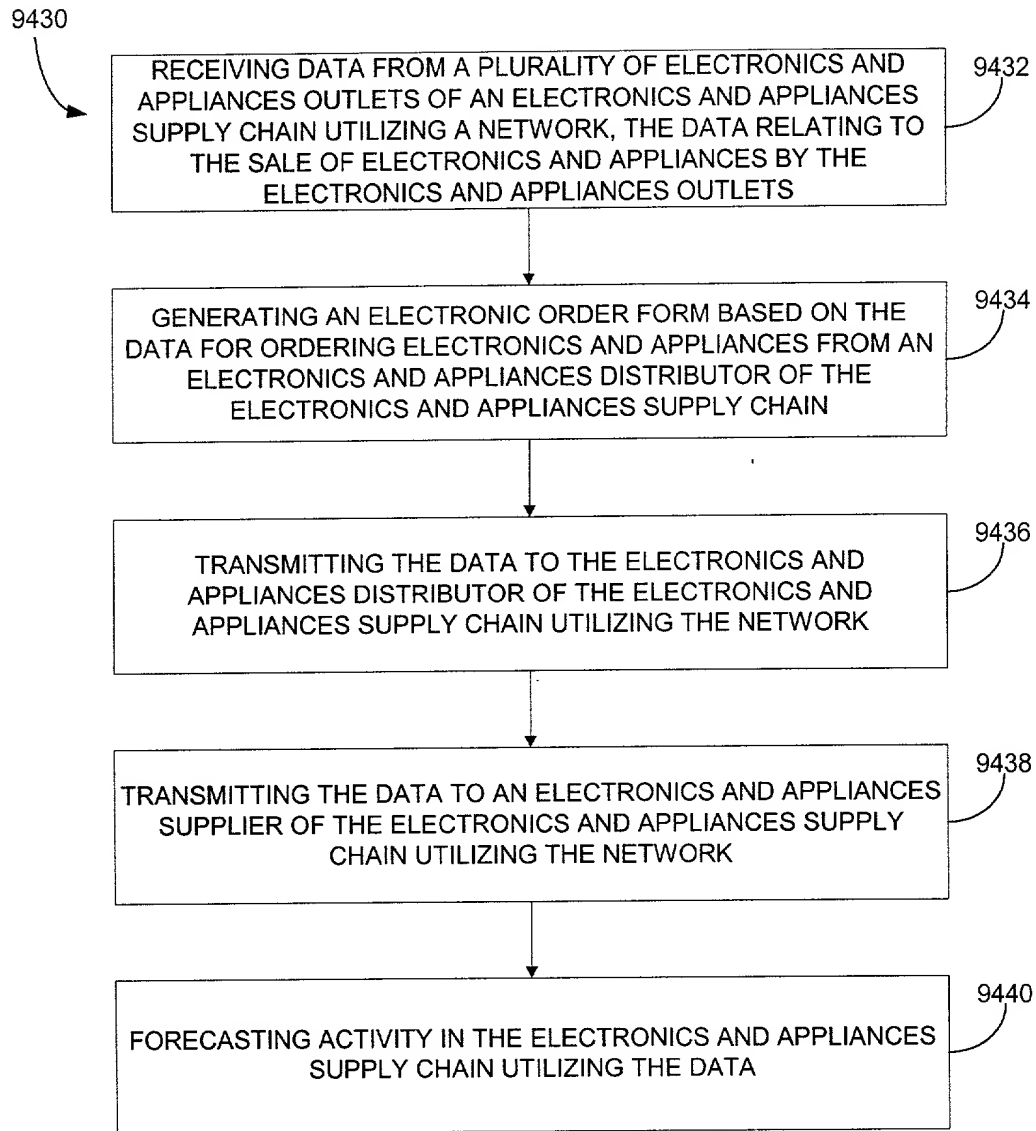 9430
9432
RECEIVING DATA FROM A PLURALITY OF ELECTRONICS AND
APPLIANCES OUTLETS OF AN ELECTRONICS AND APPLIANCES
SUPPLY CHAIN UTILIZING A NETWORK, THE DATA RELATING TO
THE SALE OF ELECTRONICS AND APPLIANCES BY THE
ELECTRONICS AND APPLIANCES OUTLETS
9434
GENERATING AN ELECTRONIC ORDER FORM BASED ON THE
DATA FOR ORDERING ELECTRONICS AND APPLIANCES FROM AN
ELECTRONICS AND APPLIANCES DISTRIBUTOR OF THE
ELECTRONICS AND APPLIANCES SUPPLY CHAIN
9436
TRANSMITTING THE DATA TO THE ELECTRONICS AND
APPLIANCES DISTRIBUTOR OF THE ELECTRONICS AND
APPLIANCES SUPPLY CHAIN UTILIZING THE NETWORK
9438
TRANSMITTING THE DATA TO AN ELECTRONICS AND APPLIANCES
SUPPLIER OF THE ELECTRONICS AND APPLIANCES SUPPLY
CHAIN UTILIZING THE NETWORK
9440
FORECASTING ACTIVITY IN THE ELECTRONICS AND APPLIANCES
SUPPLY CHAIN UTILIZING THE DATA